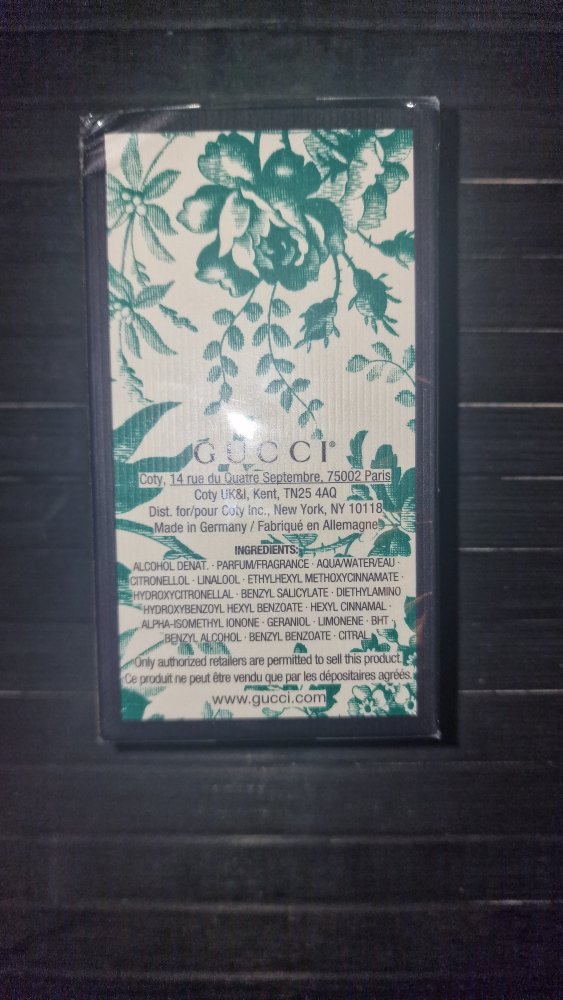 GUCCI®
Coty, 14 rue du Quatre Septembre, 75002 Paris
Coty UK&I, Kent, TN25 4AQ
Dist. for/pour Coty Inc., New York, NY 10118
Made in Germany / Fabriqué en Allemagne
INGREDIENTS:
ALCOHOL DENAT. · PARFUM/FRAGRANCE · AQUA/WATER/EAU ·
CITRONELLOL · LINALOOL · ETHYLHEXYL METHOXYCINNAMATE ·
HYDROXYCITRONELLAL · BENZYL SALICYLATE · DIETHYLAMINO
HYDROXYBENZOYL HEXYL BENZOATE · HEXYL CINNAMAL ·
ALPHA-ISOMETHYL IONONE · GERANIOL · LIMONENE · BHT ·
BENZYL ALCOHOL · BENZYL BENZOATE · CITRAL
Only authorized retailers are permitted to sell this product.
Ce produit ne peut être vendu que par les dépositaires agréés.
www.gucci.com